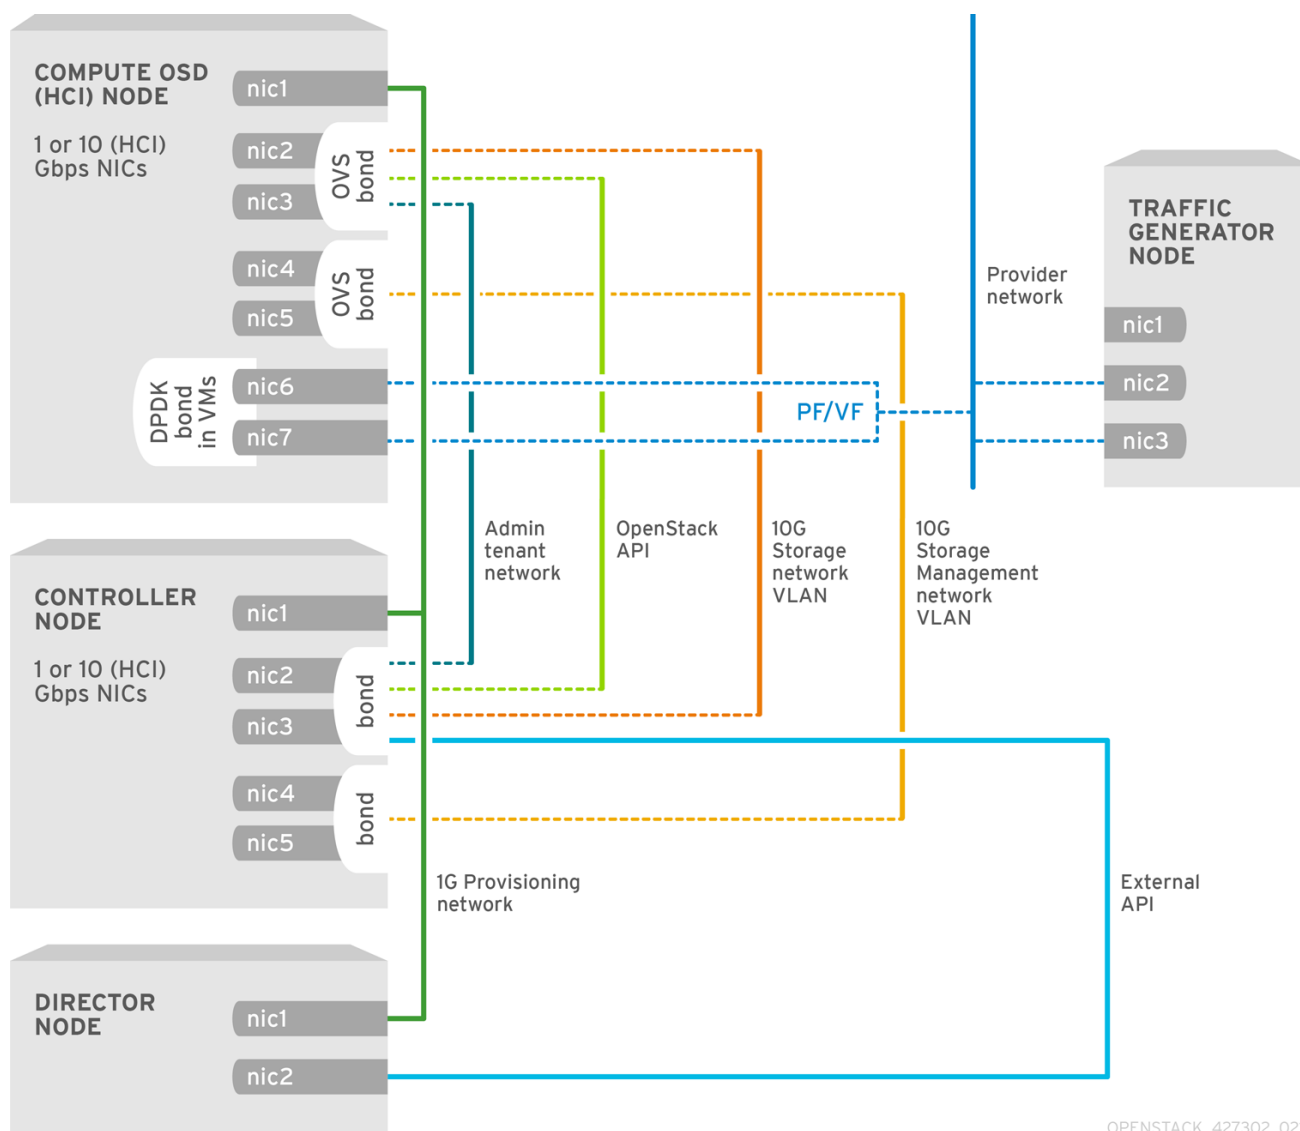 COMPUTE OSD
(HCI) NODE
1 or 10 (HCI)
Gbps NICs
nic1
nic2
nic3
OVS
bond
nic4
nic5
OVS
bond
nic6
nic7
DPDK
bond
in VMs
PF/VF
Provider
network
TRAFFIC
GENERATOR
NODE
nic1
nic2
nic3
Admin
tenant
network
OpenStack
API
10G
Storage
network
VLAN
10G
Storage
Management
network
VLAN
CONTROLLER
NODE
1 or 10 (HCI)
Gbps NICs
nic1
nic2
nic3
bond
nic4
nic5
bond
1G Provisioning
network
External
API
DIRECTOR
NODE
nic1
nic2
OPENSTACK_427302_02